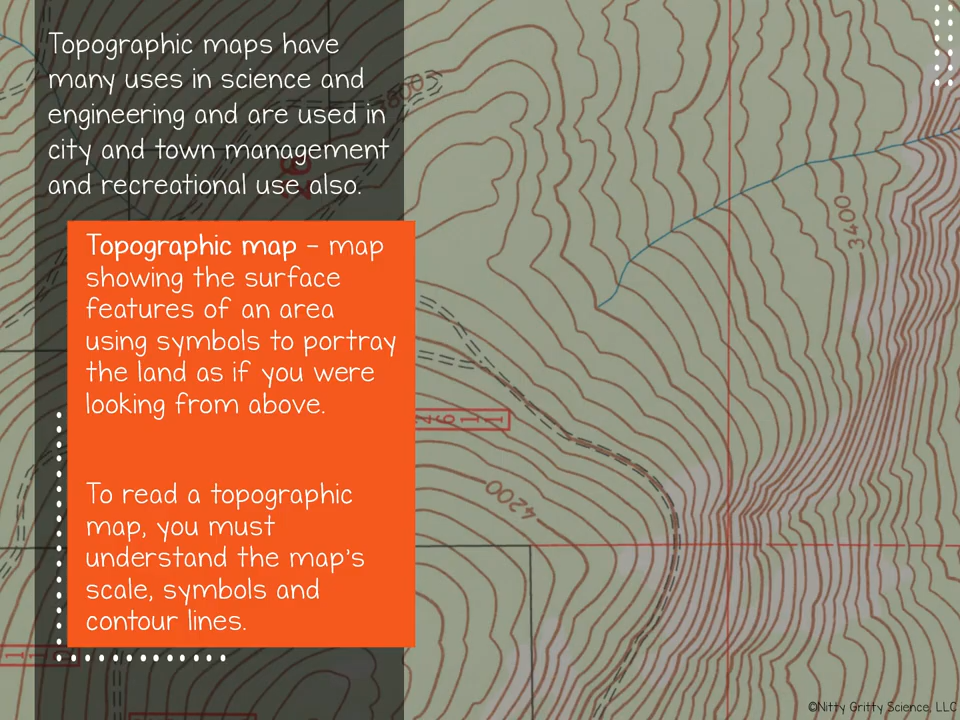 Topographic maps have
many uses in science and
engineering and are used in
city and town management
and recreational use also.
Topographic map – map
showing the surface
features of an area
using symbols to portray
the land as if you were
looking from above.
To read a topographic
map, you must
understand the map's
scale, symbols and
contour lines.
3400
4200
©Nitty Gritty Science, LLC